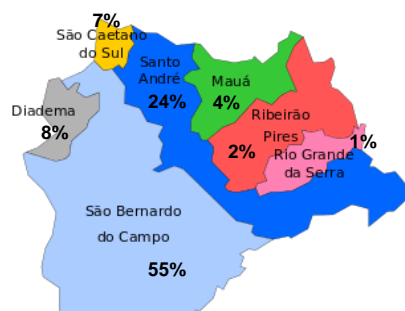 7%
São Caetano
do Sul
Santo
André
24%
Mauá
4%
Diadema
8%
Ribeirão
Pires
2%
1%
Rio Grande
da Serra
São Bernardo
do Campo
55%